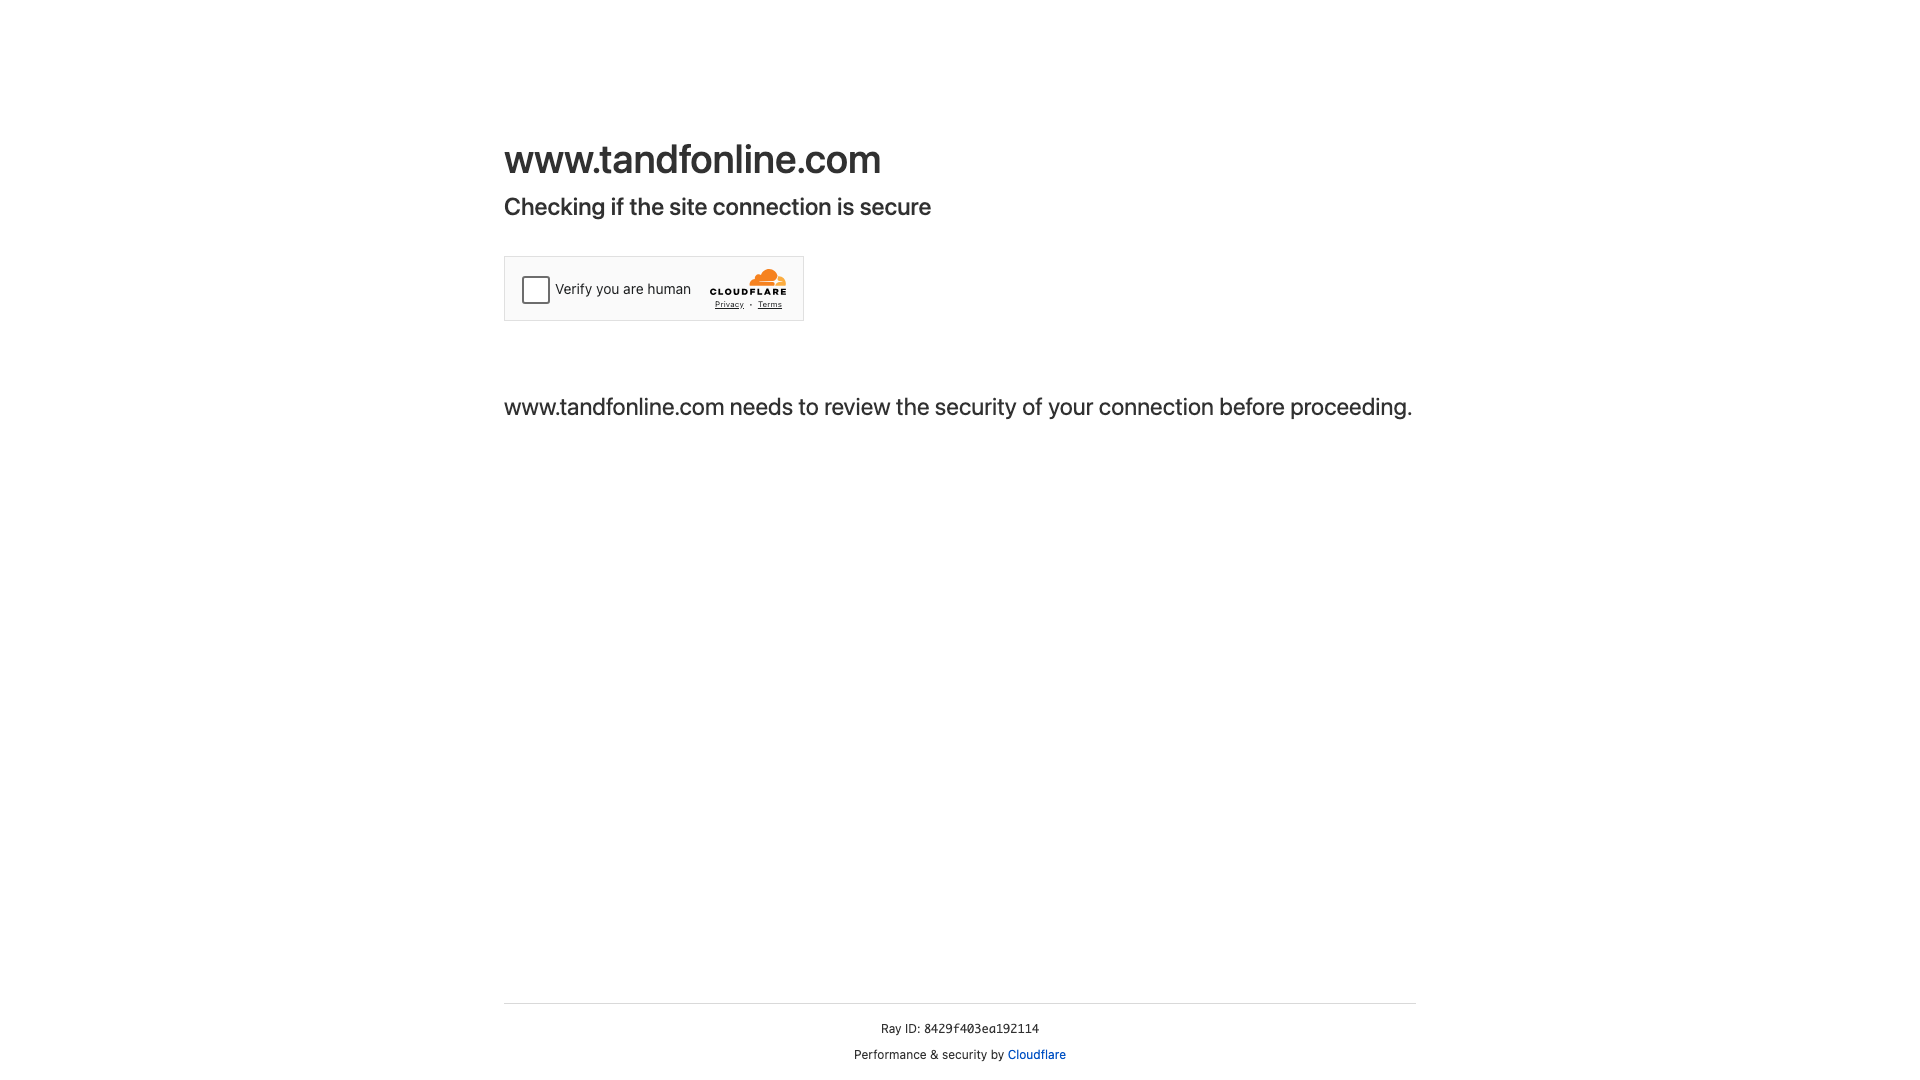 www.tandfonline.com
Checking if the site connection is secure
Verify you are human
CLOUDFLARE
Privacy • Terms
www.tandfonline.com needs to review the security of your connection before proceeding.
Ray ID: 8429f403ea192114
Performance & security by Cloudflare